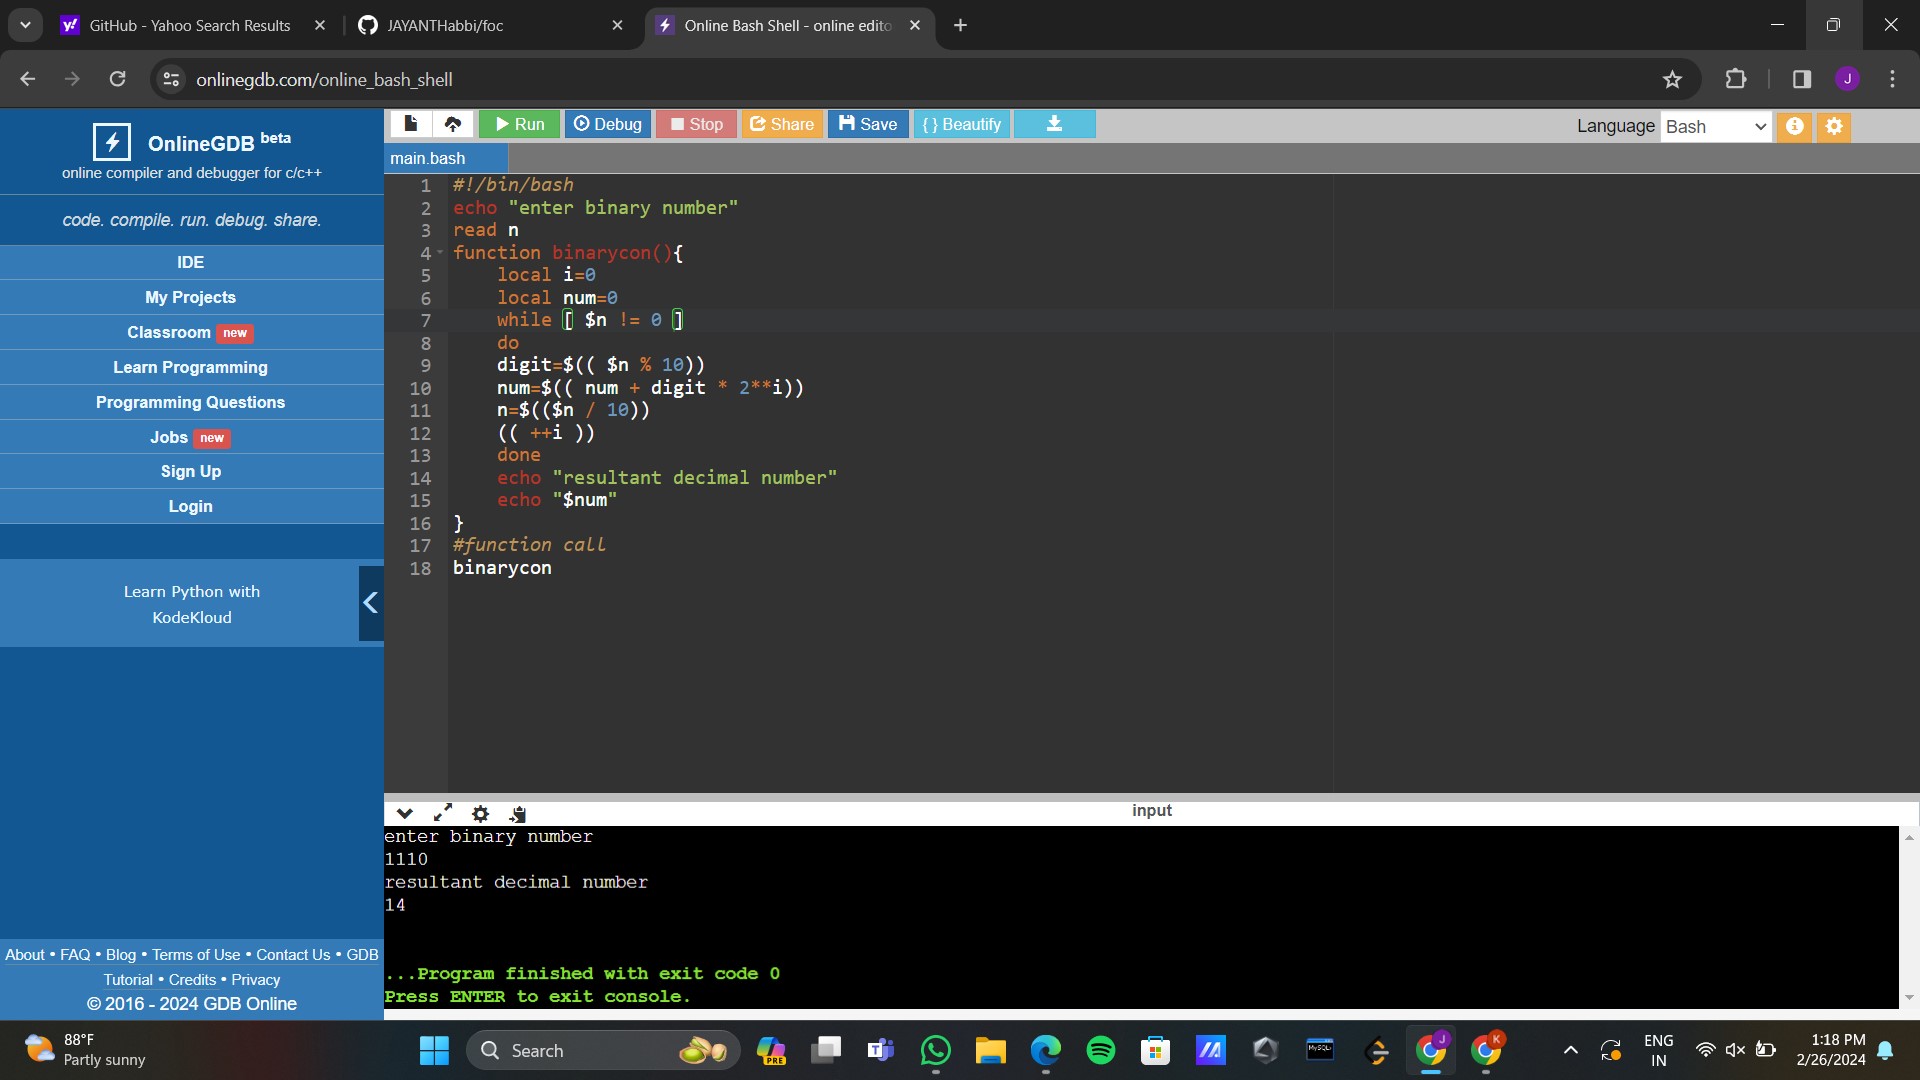 GitHub - Yahoo Search Results
JAYANTHabbi/foc
Online Bash Shell - online edito
onlinegdb.com/online_bash_shell
J
OnlineGDB beta
online compiler and debugger for c/c++
code. compile. run. debug. share.
IDE
My Projects
Classroom new
Learn Programming
Programming Questions
Jobs new
Sign Up
Login
Learn Python with
KodeKloud
About • FAQ • Blog • Terms of Use • Contact Us • GDB
Tutorial • Credits • Privacy
© 2016 - 2024 GDB Online
Run Debug Stop Share Save { } Beautify
Language Bash
main.bash
1 #!/bin/bash
2 echo "enter binary number"
3 read n
4 function binarycon(){
5     local i=0
6     local num=0
7     while [ $n != 0 ]
8     do
9     digit=$(( $n % 10))
10     num=$(( num + digit * 2**i))
11     n=$(($n / 10))
12     (( ++i ))
13     done
14     echo "resultant decimal number"
15     echo "$num"
16 }
17 #function call
18 binarycon
input
enter binary number
1110
resultant decimal number
14
...Program finished with exit code 0
Press ENTER to exit console.
88°F
Partly sunny
Search
PRE
MySQL
J
K
ENG
IN
1:18 PM
2/26/2024